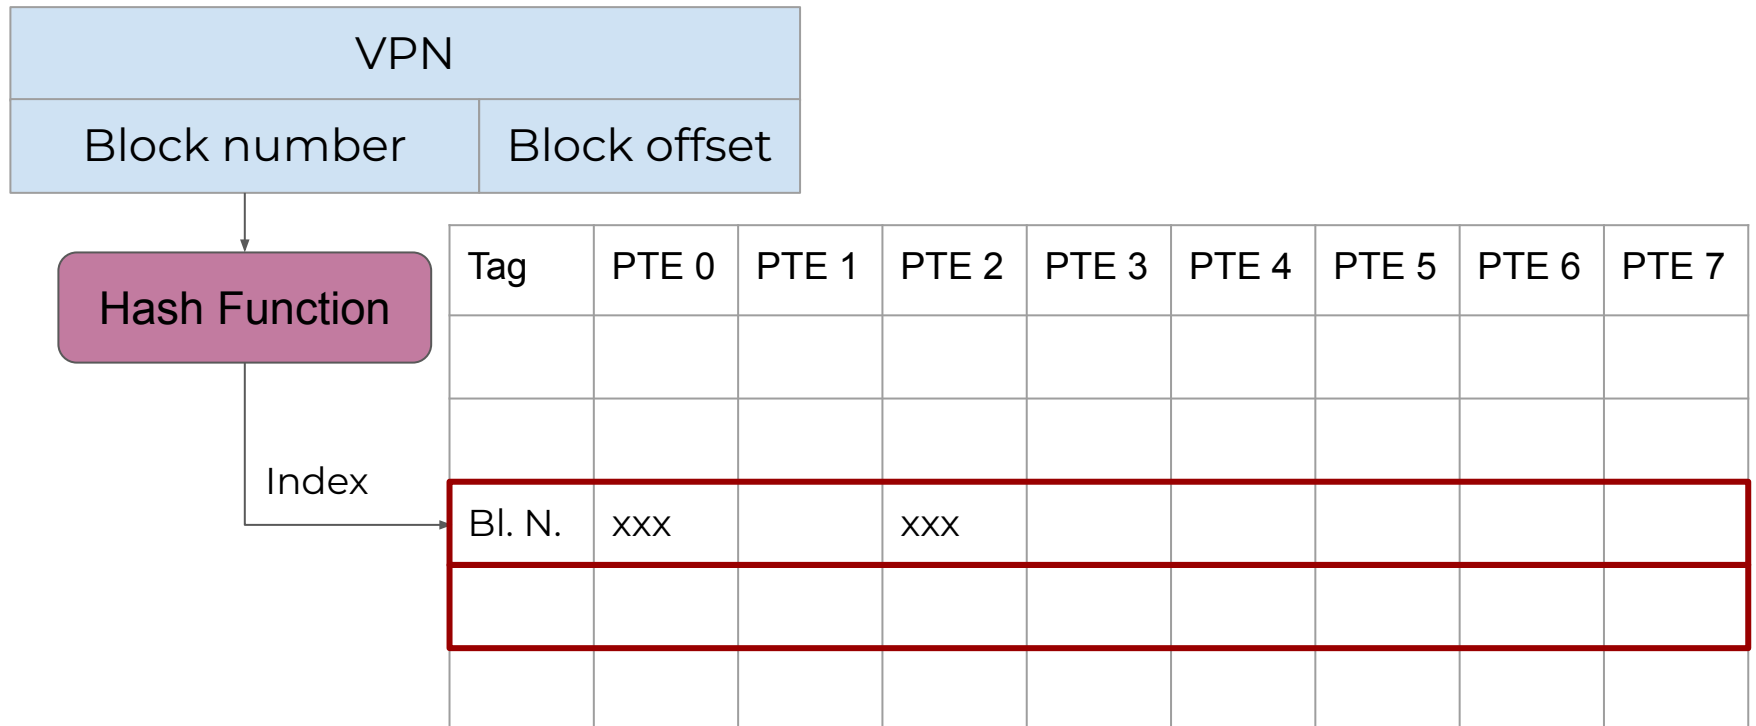 VPN
Block number Block offset
Hash Function
Tag PTE 0 PTE 1 PTE 2 PTE 3 PTE 4 PTE 5 PTE 6 PTE 7
Index
Bl. N. xxx xxx